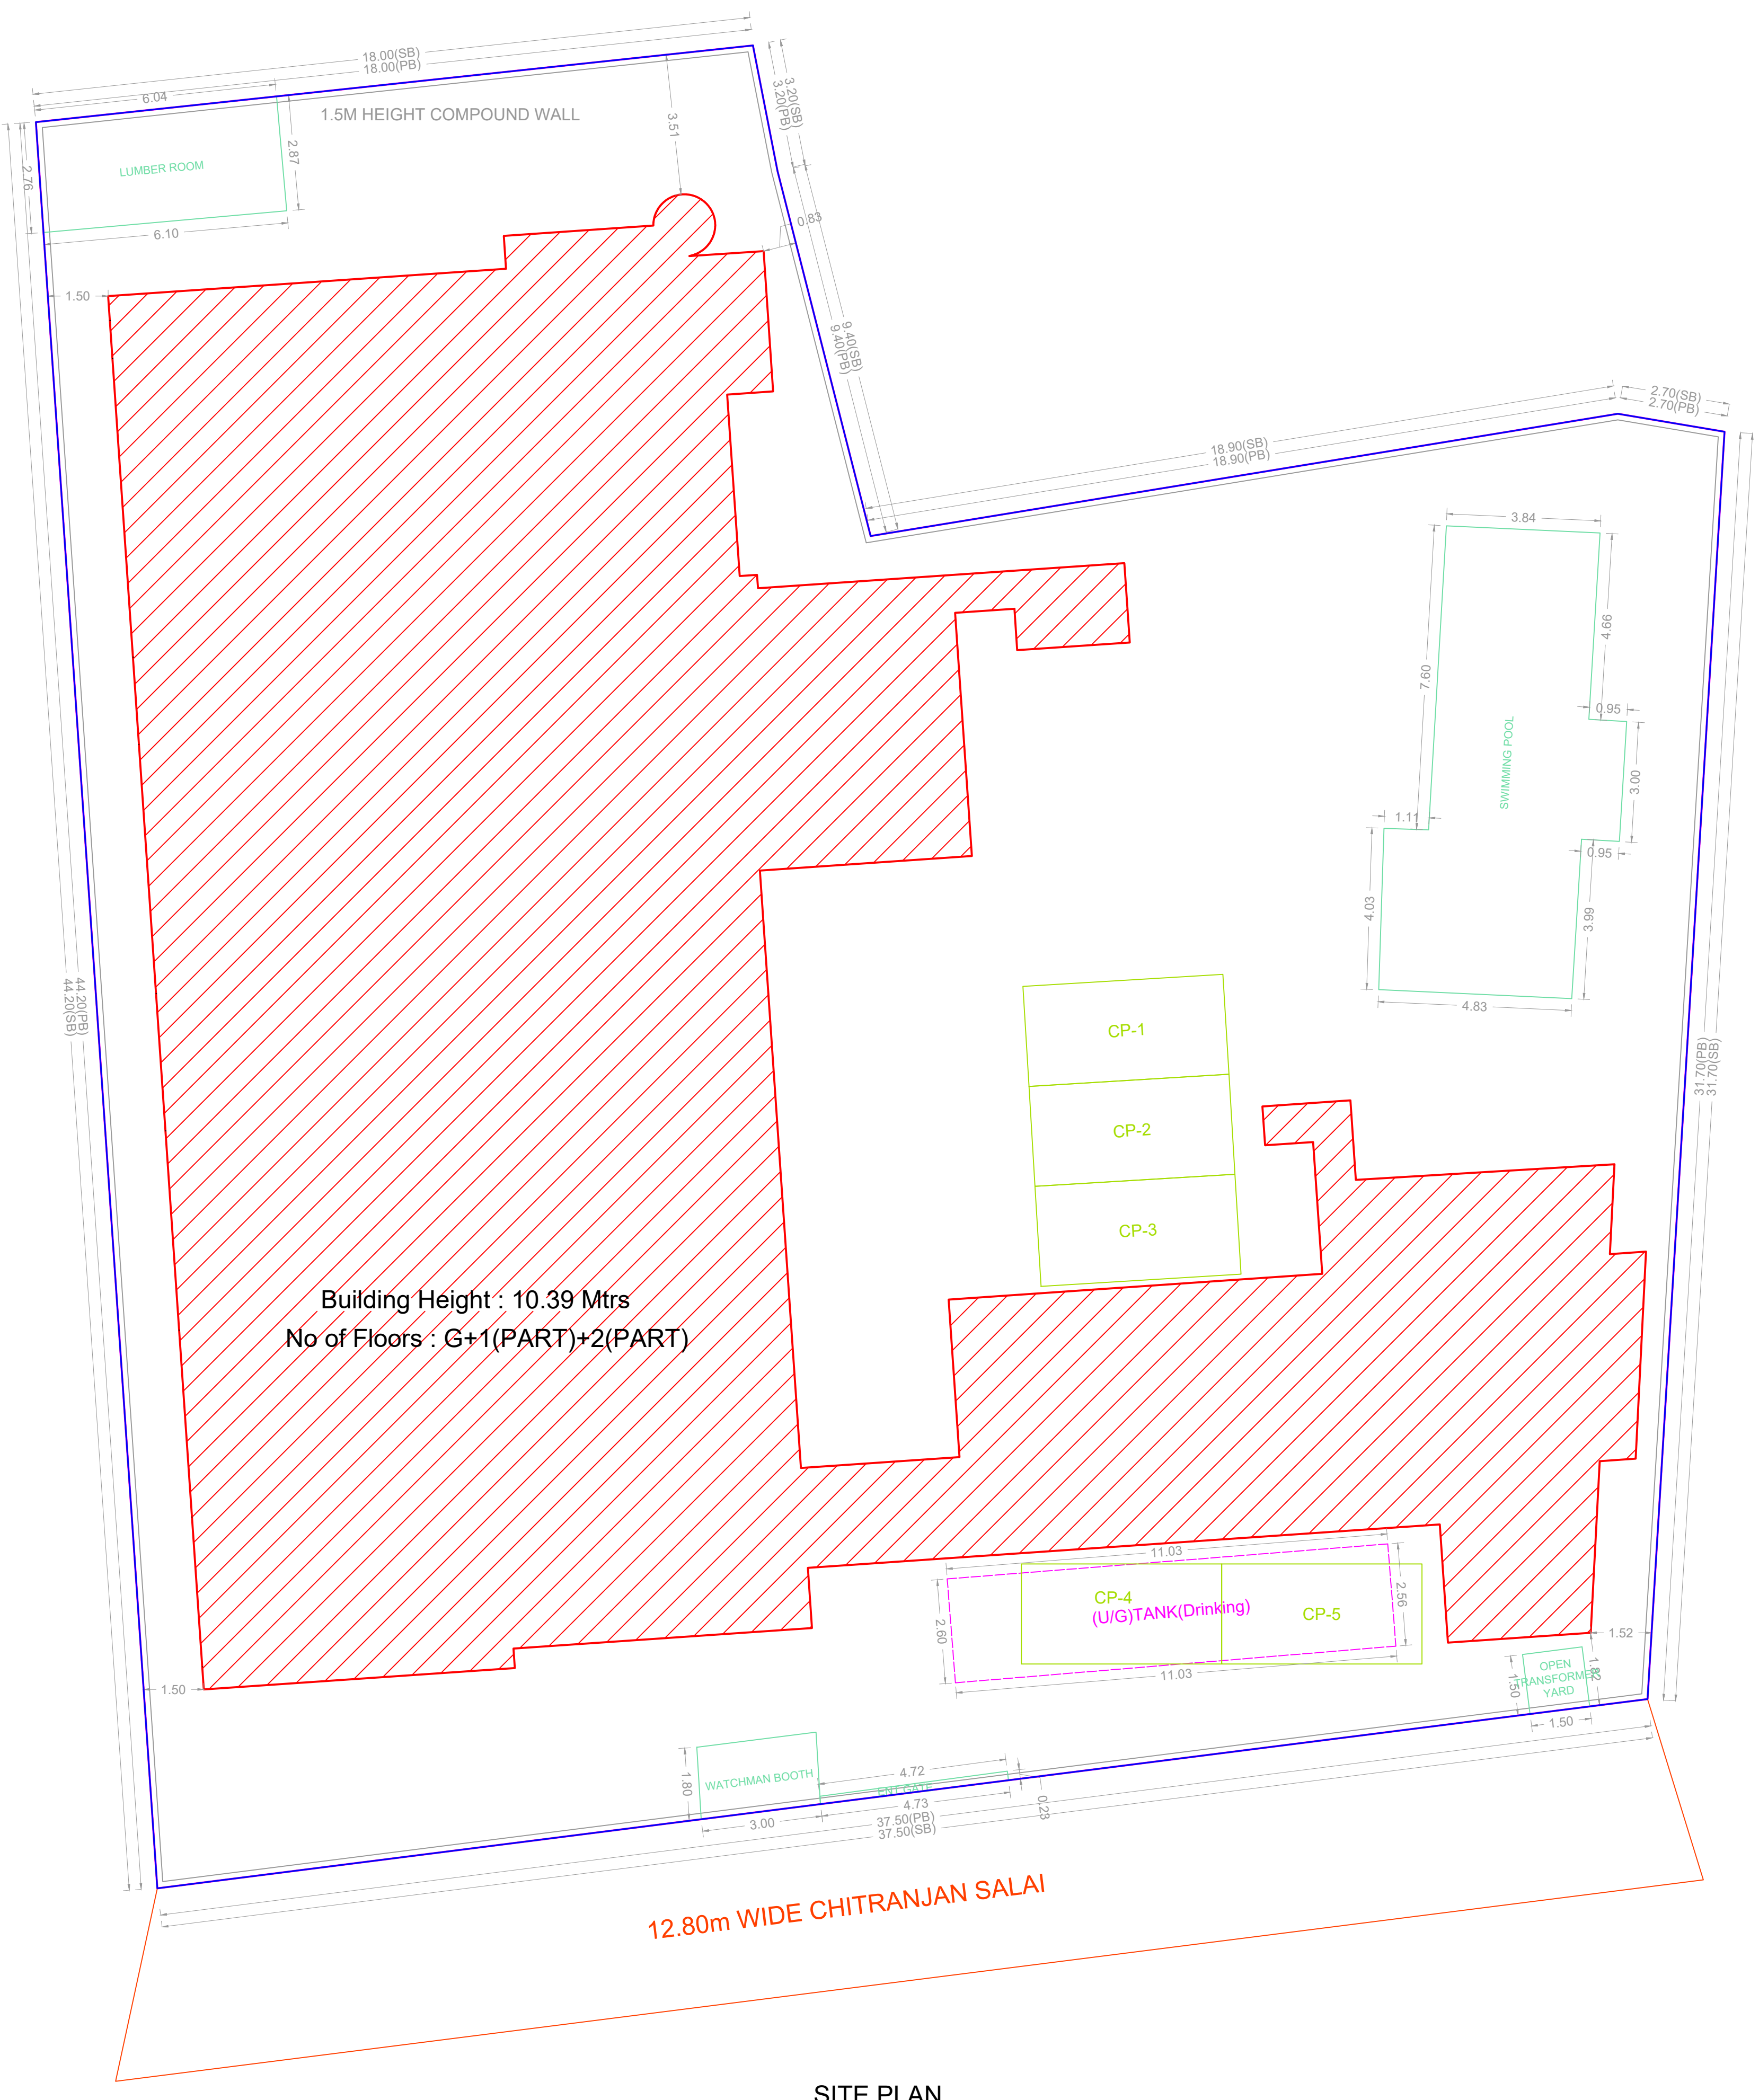 18.00(SB)
18.00(PB)
6.04
1.5M HEIGHT COMPOUND WALL
3.20(SB)
3.20(PB)
3.51
2.87
LUMBER ROOM
2.76
6.10
0.83
1.50
9.40(SB)
9.40(PB)
2.70(SB)
2.70(PB)
18.90(SB)
18.90(PB)
3.84
4.66
7.60
0.95
SWIMMING POOL
3.00
1.11
0.95
4.03
3.99
4.83
44.20(PB)
44.20(SB)
CP-1
31.70(PB)
31.70(SB)
CP-2
CP-3
Building Height : 10.39 Mtrs
No of Floors : G+1(PART)+2(PART)
11.03
CP-4
2.56
(U/G)TANK(Drinking)
CP-5
2.60
1.52
11.03
1.50
OPEN
TRANSFORMER
YARD
1.82
1.50
1.50
4.72
WATCHMAN BOOTH
1.80
ENT GATE
4.73
0.23
3.00
37.50(PB)
37.50(SB)
12.80m WIDE CHITRANJAN SALAI
SITE PLAN